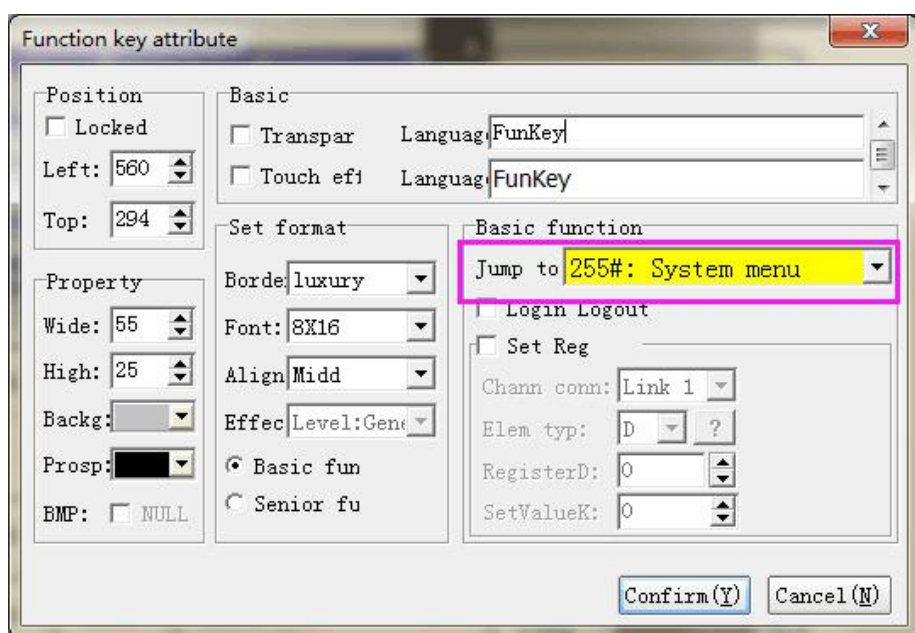 Function key attribute
Position
Locked
Left: 560
Top: 294
Property
Wide: 55
High: 25
Backg:
Prosp:
BMP: NULL
Basic
Transpar
Languag FunKey
Touch efi
Languag FunKey
Set format
Borde luxury
Font: 8X16
Align Midd
Effec Level:Gene
Basic fun
Senior fu
Basic function
Jump to 255#: System menu
Login Logout
Set Reg
Chann conn: Link 1
Elem typ: D ?
RegisterD: 0
SetValueK: 0
Confirm(Y) Cancel(N)